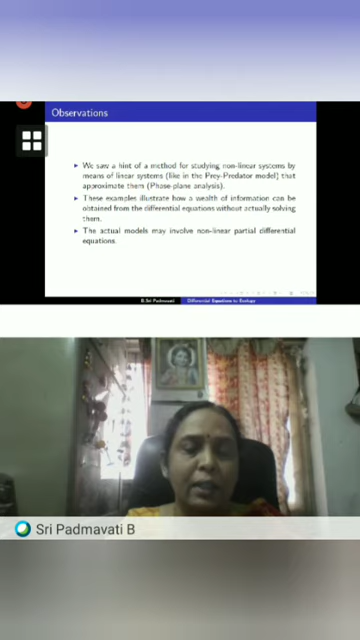 Observations
We saw a hint of a method for studying non-linear systems by
means of linear systems (like in the Prey-Predator model) that
approximate them (Phase-plane analysis).
These examples illustrate how a wealth of information can be
obtained from the differential equations without actually solving
them.
The actual models may involve non-linear partial differential
equations.
B.Sri Padmavati Differential Equations in Ecology
Sri Padmavati B